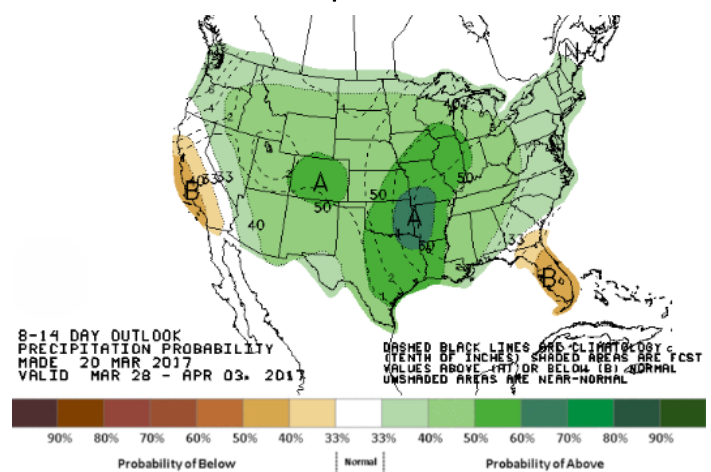 N
50
A
50
50
A
50
40
33
33
B
33
B
8-14 DAY OUTLOOK
PRECIPITATION PROBABILITY
MADE 20 MAR 2017
VALID MAR 28 - APR 03, 2017
DASHED BLACK LINES ARE CLIMATOLOGY
(TENTH OF INCHES) SHADED AREAS ARE FCST
VALUES ABOVE (A) OR BELOW (B) NORMAL
UNSHADED AREAS ARE NEAR-NORMAL
90% 80% 70% 60% 50% 40% 33% 33% 40% 50% 60% 70% 80% 90%
Probability of Below Normal Probability of Above